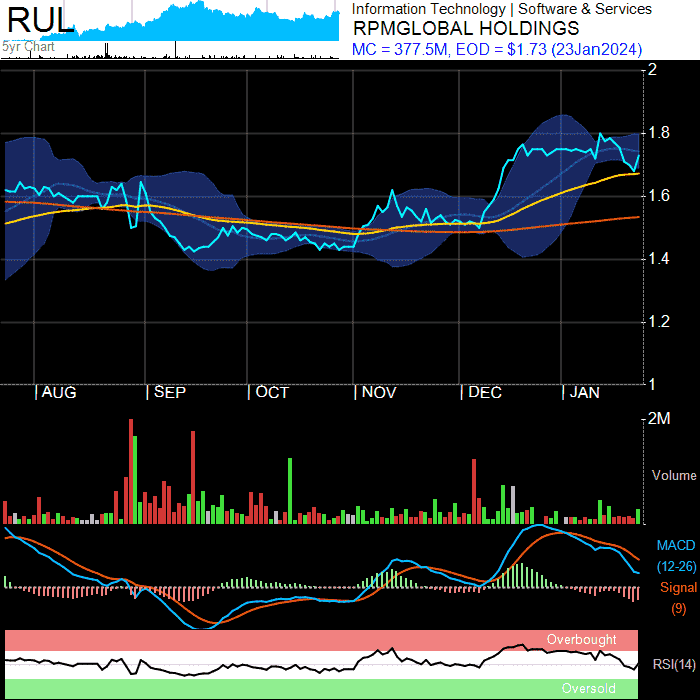 RUL
5yr Chart
Information Technology | Software & Services
RPMGLOBAL HOLDINGS
MC = 377.5M, EOD = $1.73 (23Jan2024)
2
1.8
1.6
1.4
1.2
1
| AUG | SEP | OCT | NOV | DEC | JAN
2M
Volume
MACD
(12-26)
Signal
(9)
Overbought
RSI(14)
Oversold